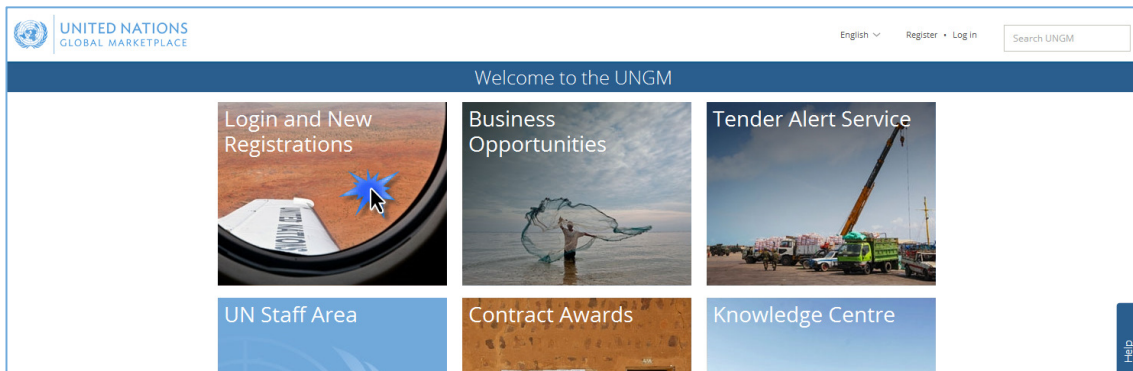 UNITED NATIONS
GLOBAL MARKETPLACE
English
Register • Log in
Search UNGM
Welcome to the UNGM
Login and New
Registrations
Business
Opportunities
Tender Alert Service
UN Staff Area
Contract Awards
Knowledge Centre
Help